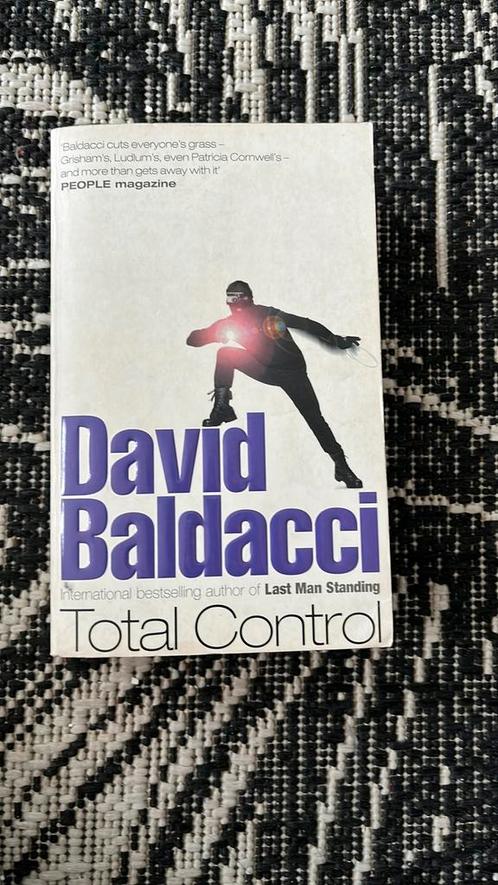 'Baldacci cuts everyone's grass –
Grisham's, Ludlum's, even Patricia Cornwell's –
and more than gets away with it'
PEOPLE magazine
David
Baldacci
International bestselling author of Last Man Standing
Total Control